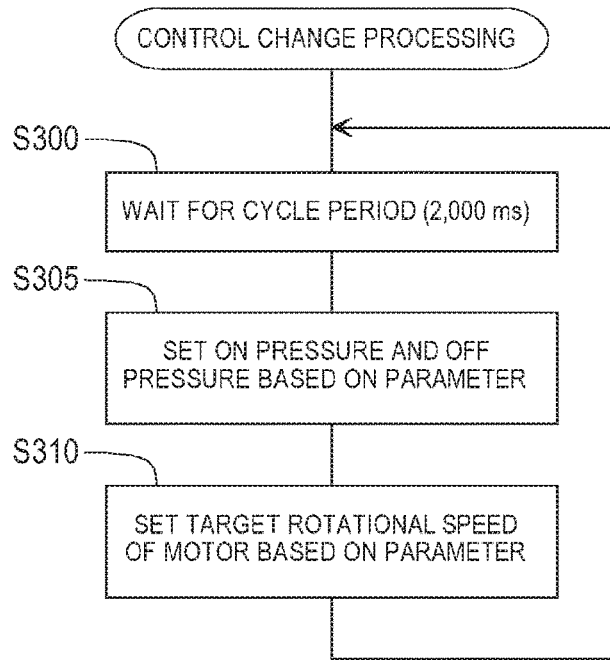 CONTROL CHANGE PROCESSING
S300
WAIT FOR CYCLE PERIOD (2,000 ms)
S305
SET ON PRESSURE AND OFF
PRESSURE BASED ON PARAMETER
S310
SET TARGET ROTATIONAL SPEED
OF MOTOR BASED ON PARAMETER